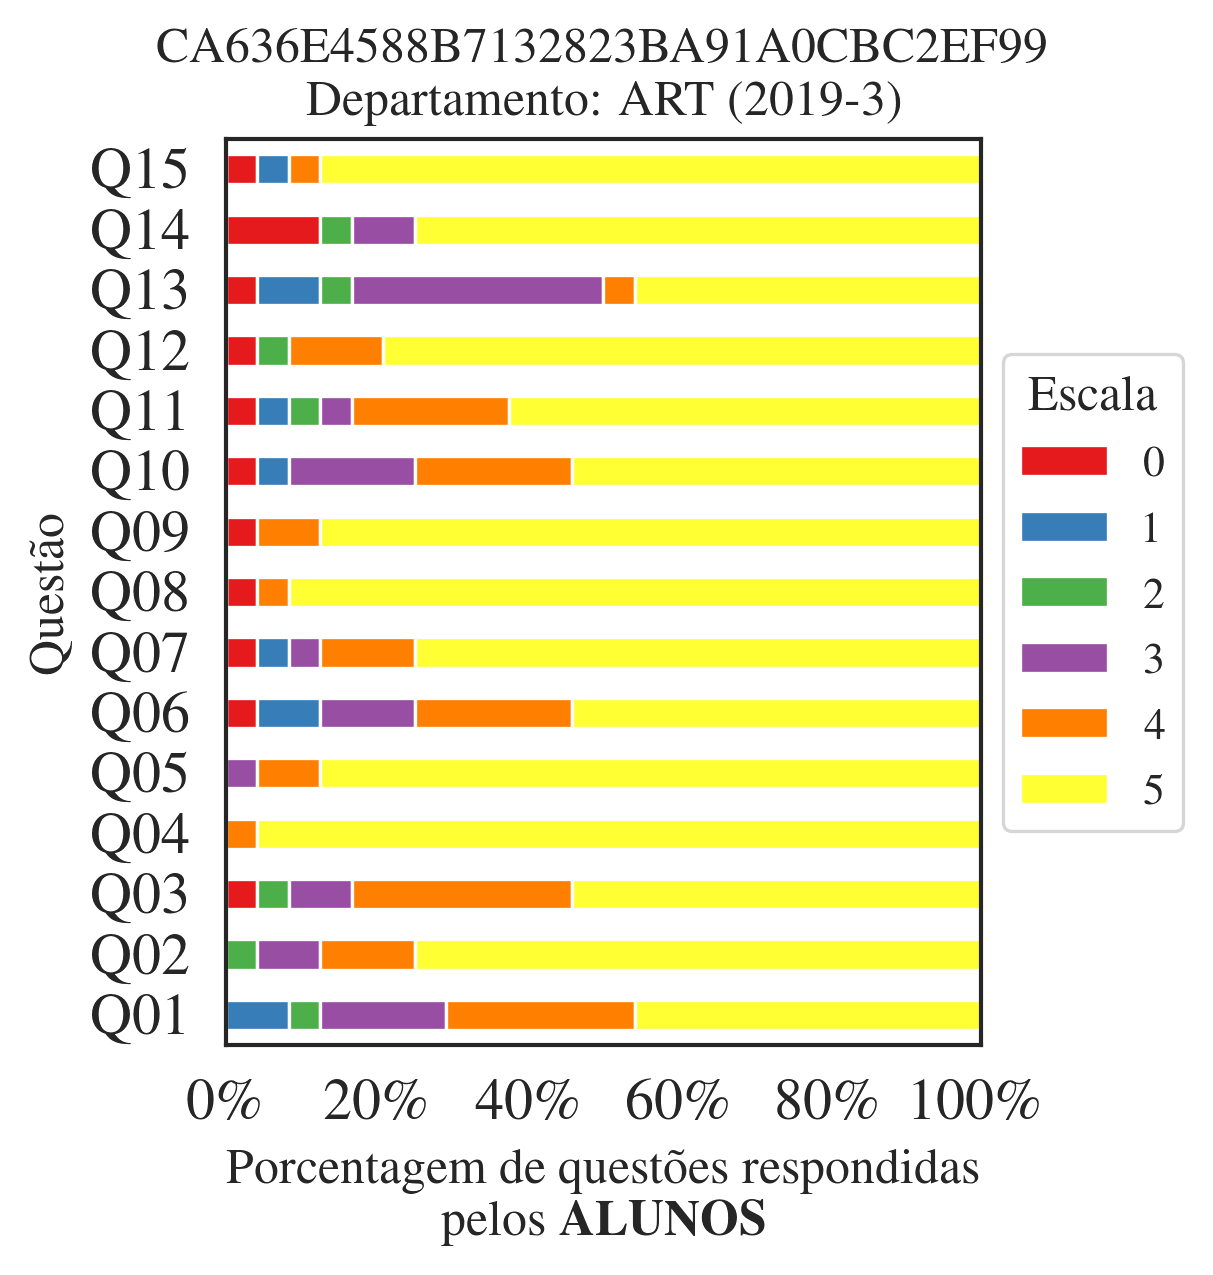 CA636E4588B7132823BA91A0CBC2EF99
Departamento: ART (2019-3)
Questão
Q15
Q14
Q13
Q12
Q11
Q10
Q09
Q08
Q07
Q06
Q05
Q04
Q03
Q02
Q01
0% 20% 40% 60% 80% 100%
Porcentagem de questões respondidas
pelos ALUNOS
Escala
0
1
2
3
4
5